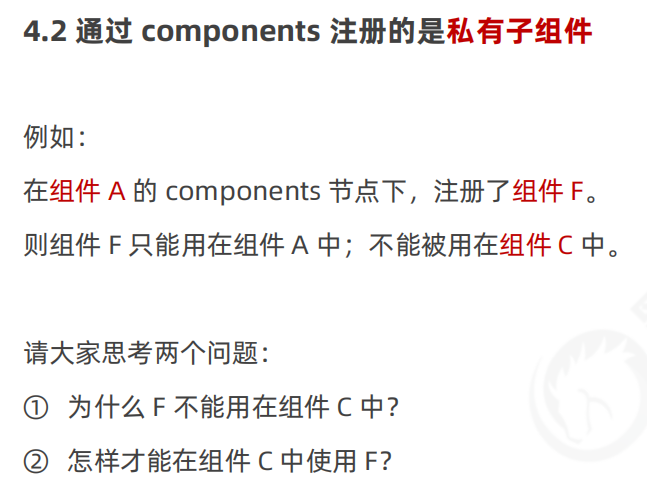 4.2 通过 components 注册的是私有子组件
例如：
在组件 A 的 components 节点下，注册了组件 F。
则组件 F 只能用在组件 A 中；不能被用在组件 C 中。
请大家思考两个问题：
① 为什么 F 不能用在组件 C 中？
② 怎样才能在组件 C 中使用 F？